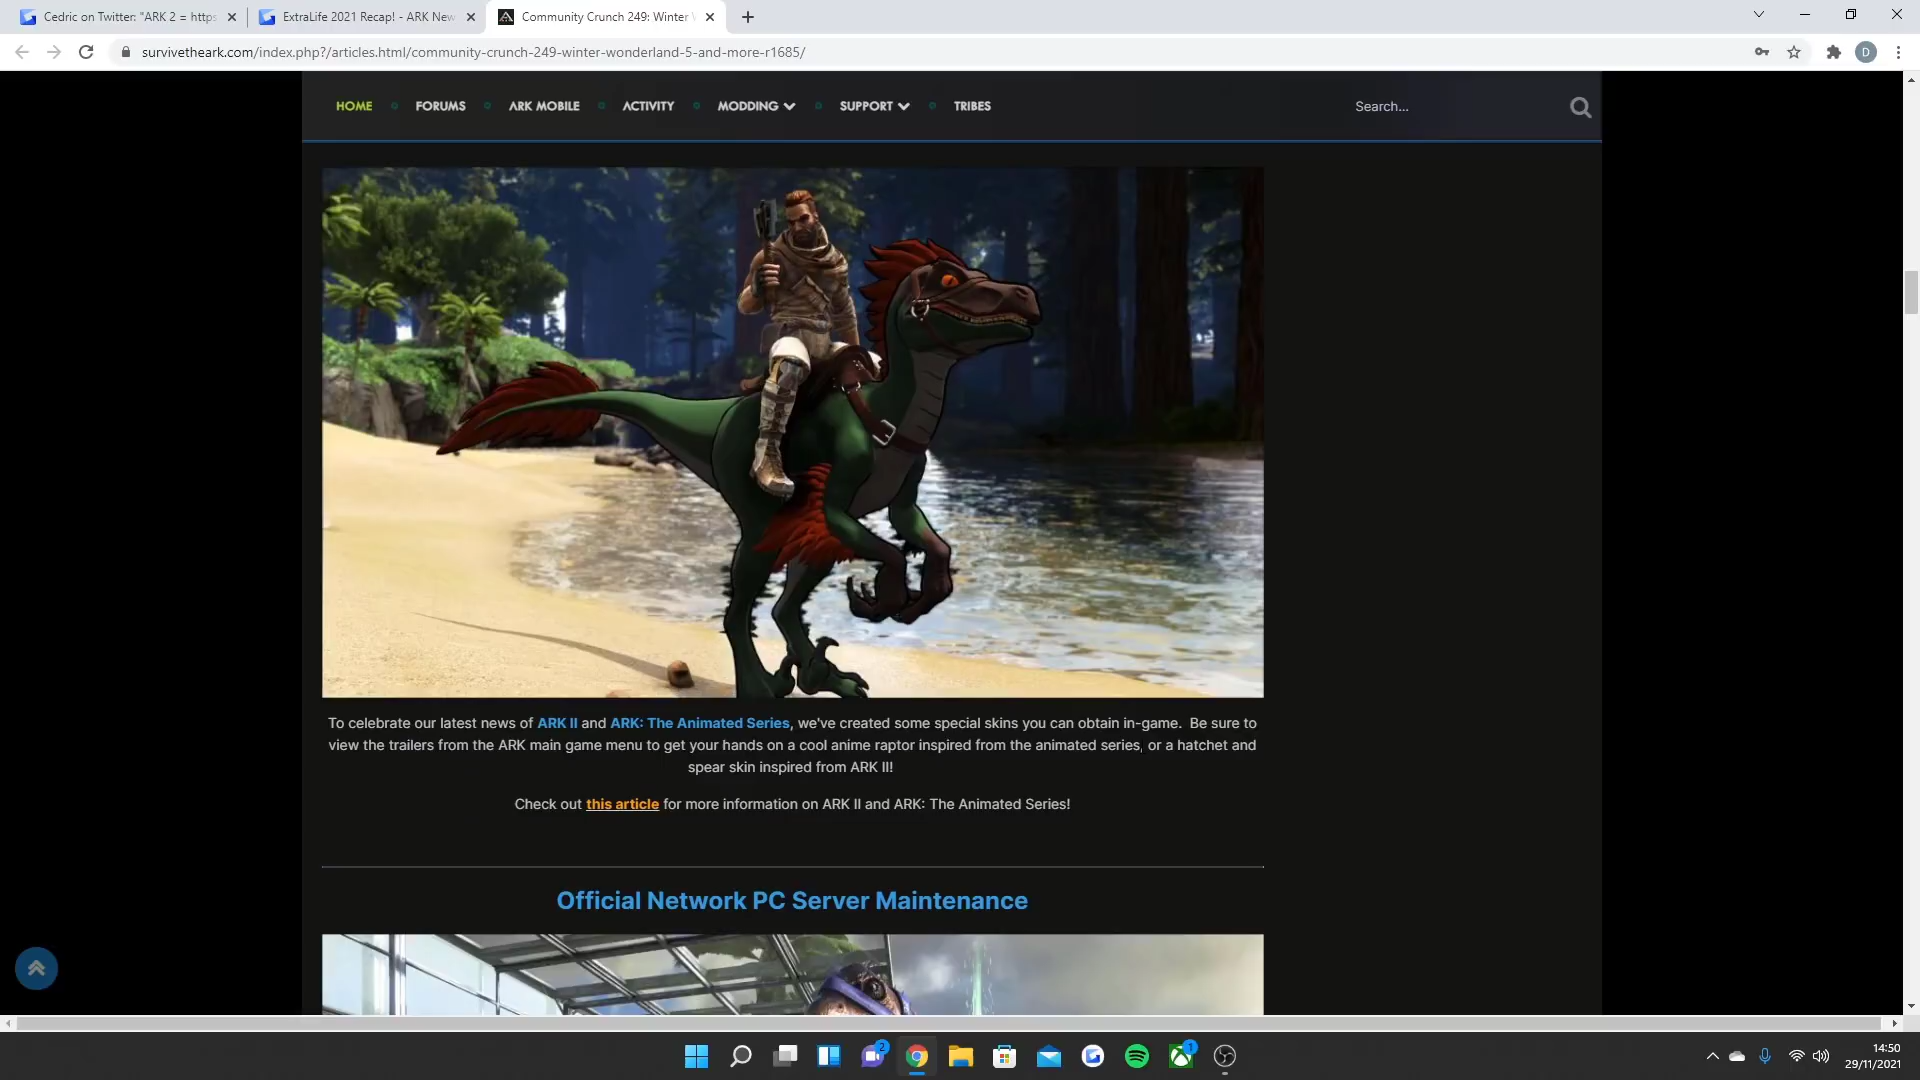 Cedric on Twitter: "ARK 2 = https
ExtraLife 2021 Recap! - ARK New
Community Crunch 249: Winter W
survivetheark.com/index.php?/articles.html/community-crunch-249-winter-wonderland-5-and-more-r1685/
D
HOME FORUMS ARK MOBILE ACTIVITY MODDING SUPPORT TRIBES Search...
To celebrate our latest news of ARK II and ARK: The Animated Series, we've created some special skins you can obtain in-game. Be sure to
view the trailers from the ARK main game menu to get your hands on a cool anime raptor inspired from the animated series, or a hatchet and
spear skin inspired from ARK II!
Check out this article for more information on ARK II and ARK: The Animated Series!
Official Network PC Server Maintenance
2
1
14:50
29/11/2021